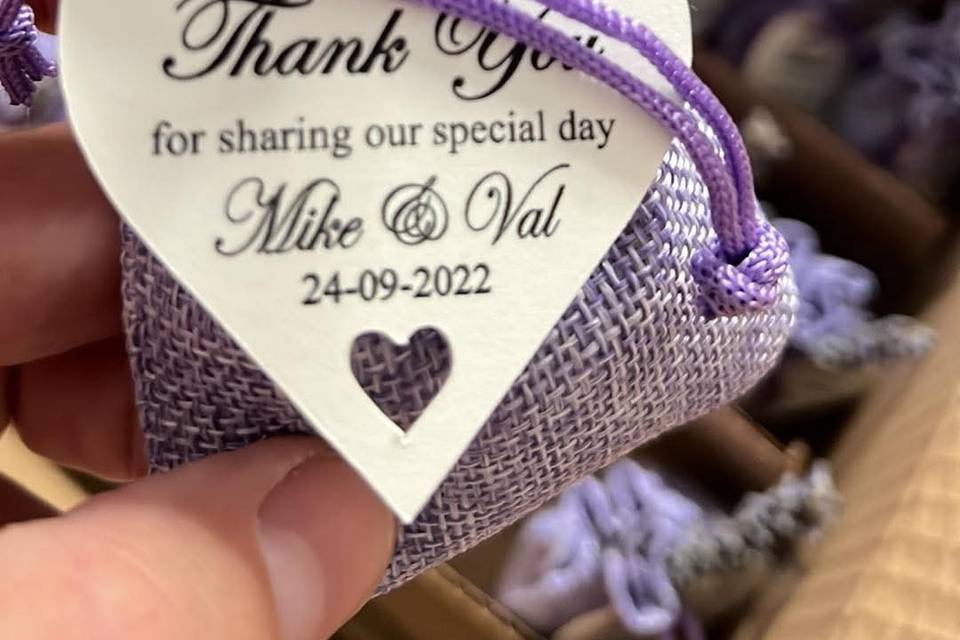 Thank You
for sharing our special day
Mike & Val
24-09-2022